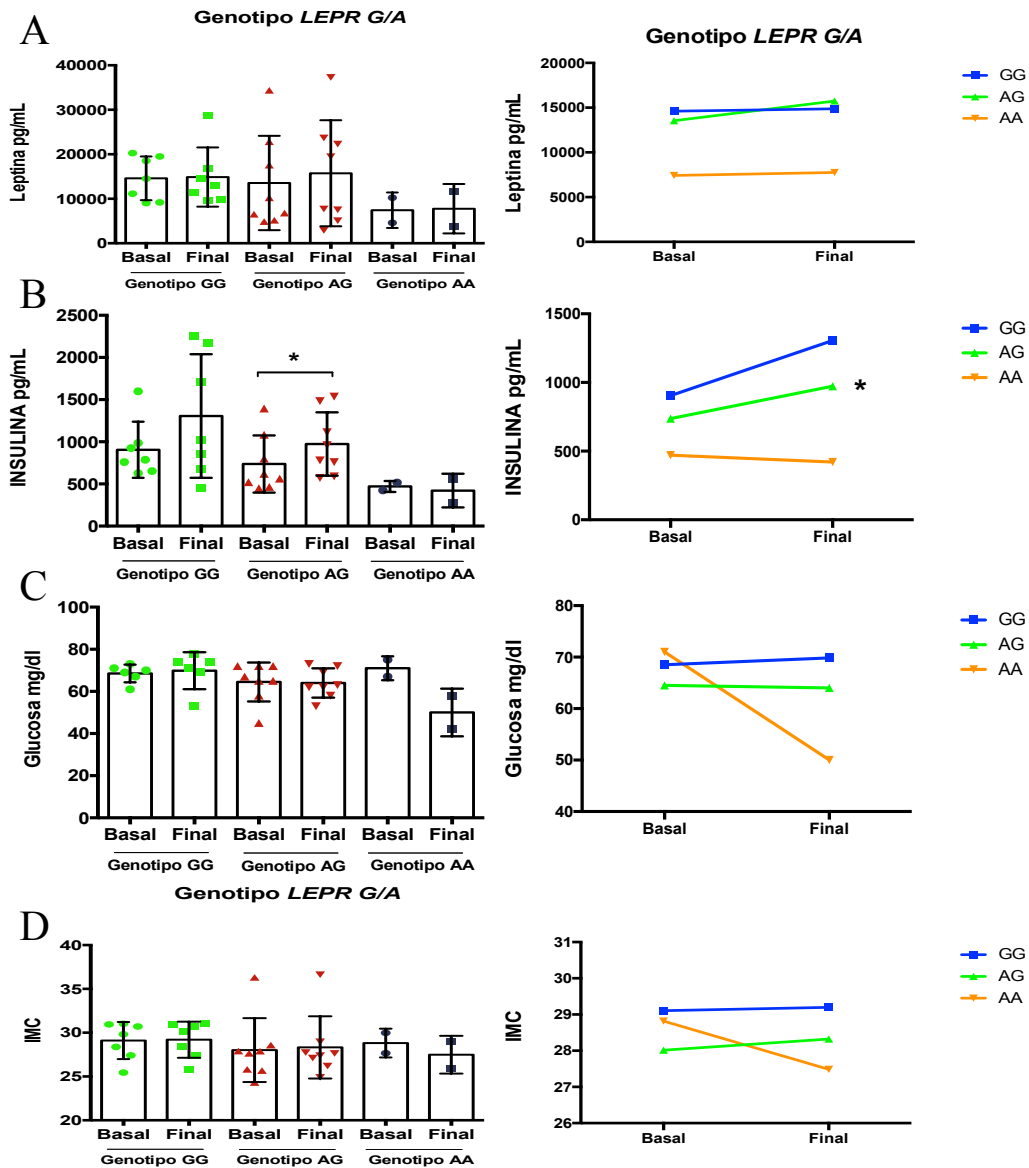 A
Genotipo LEPR G/A
Leptina pg/mL
40000
30000
20000
10000
0
Basal Final Basal Final Basal Final
Genotipo GG Genotipo AG Genotipo AA
Genotipo LEPR G/A
Leptina pg/mL
20000
15000
10000
5000
0
Basal Final
GG
AG
AA
B
INSULINA pg/mL
2500
2000
1500
1000
500
0
*
Basal Final Basal Final Basal Final
Genotipo GG Genotipo AG Genotipo AA
INSULINA pg/mL
1500
1000
500
0
*
Basal Final
GG
AG
AA
C
Glucosa mg/dl
100
80
60
40
20
0
Basal Final Basal Final Basal Final
Genotipo GG Genotipo AG Genotipo AA
Glucosa mg/dl
80
70
60
50
40
Basal Final
GG
AG
AA
Genotipo LEPR G/A
D
IMC
40
35
30
25
20
Basal Final Basal Final Basal Final
Genotipo GG Genotipo AG Genotipo AA
IMC
31
30
29
28
27
26
Basal Final
GG
AG
AA